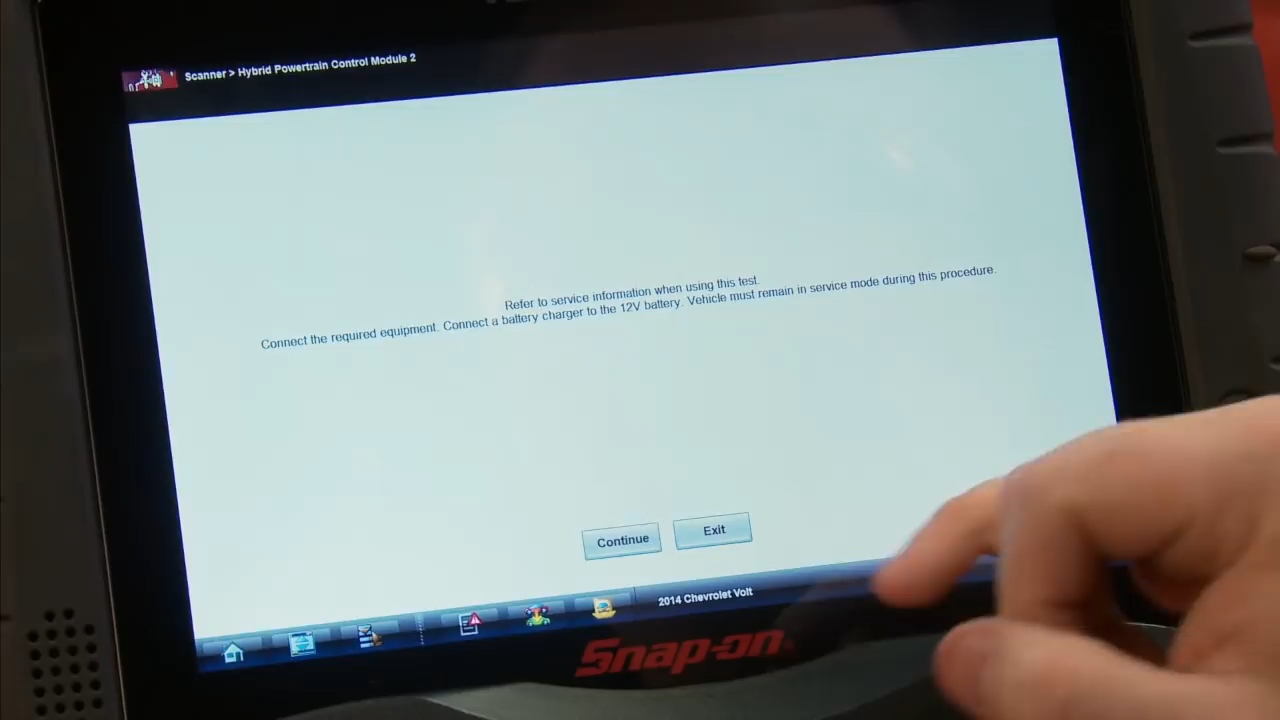 Scanner > Hybrid Powertrain Control Module 2
Refer to service information when using this test.
Connect the required equipment. Connect a battery charger to the 12V battery. Vehicle must remain in service mode during this procedure.
Continue
Exit
2014 Chevrolet Volt
Snap-on